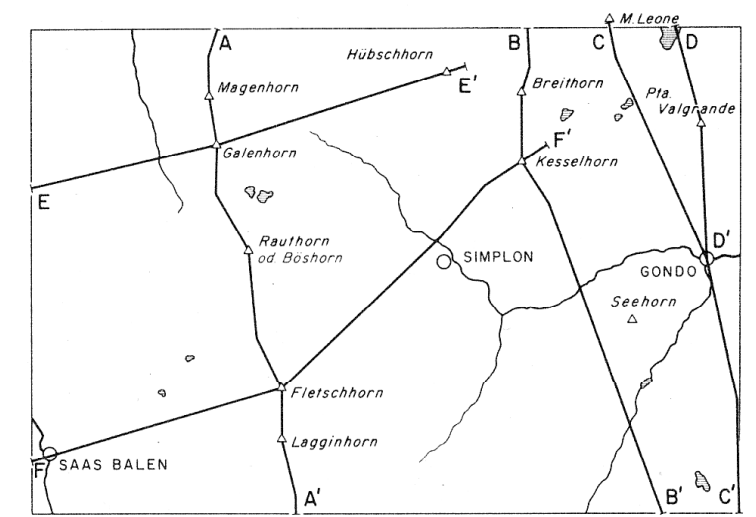 M. Leone
A
B
C
D
Hübschhorn
E'
Magenhorn
Breithorn
Pta.
Valgrande
F'
Galenhorn
Kesselhorn
E
Rauthorn
od. Böshorn
SIMPLON
D'
GONDO
Seehorn
Fletschhorn
Lagginhorn
F
SAAS BALEN
A'
B'
C'